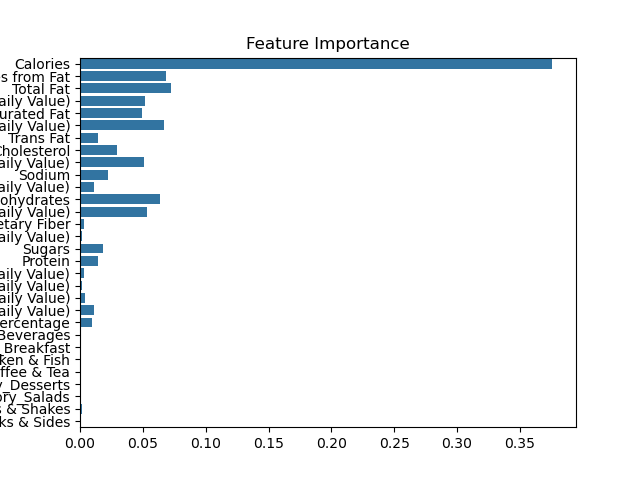 Feature Importance
Calories
s from Fat
Total Fat
aily Value)
urated Fat
aily Value)
Trans Fat
Cholesterol
aily Value)
Sodium
aily Value)
ohydrates
aily Value)
etary Fiber
aily Value)
Sugars
Protein
aily Value)
aily Value)
aily Value)
aily Value)
ercentage
Beverages
Breakfast
ken & Fish
ffee & Tea
y_Desserts
ory_Salads
s & Shakes
ks & Sides
0.00 0.05 0.10 0.15 0.20 0.25 0.30 0.35